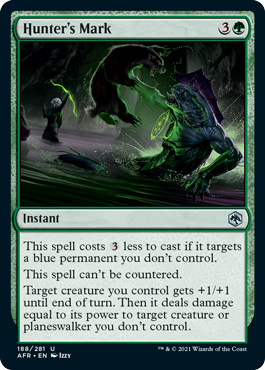 Hunter's Mark 3
Instant
This spell costs 3 less to cast if it targets
a blue permanent you don't control.
This spell can't be countered.
Target creature you control gets +1/+1
until end of turn. Then it deals damage
equal to its power to target creature or
planeswalker you don't control.
188/281 U
AFR • EN Izzy
™ & © 2021 Wizards of the Coast